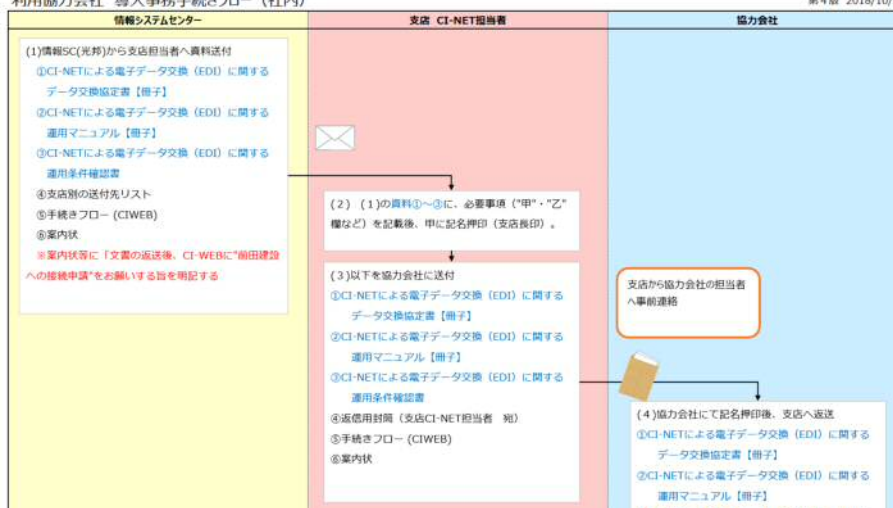 利用協力会社 導入事務手続きフロー（社内）
第4版 2018/10/
情報システムセンター
支店 CI-NET担当者
協力会社
(1)情報SC(光邦)から支店担当者へ資料送付
①CI-NETによる電子データ交換（EDI）に関する
データ交換協定書【冊子】
②CI-NETによる電子データ交換（EDI）に関する
運用マニュアル【冊子】
③CI-NETによる電子データ交換（EDI）に関する
運用条件確認書
④支店別の送付先リスト
⑤手続きフロー (CIWEB)
⑥案内状
※案内状等に「文書の返送後、CI-WEBに"前田建設
への接続申請"をお願いする旨を明記する
(2) (1)の資料①～③に、必要事項（"甲"・"乙"
欄など）を記載後、甲に記名押印（支店長印）。
(3)以下を協力会社に送付
①CI-NETによる電子データ交換（EDI）に関する
データ交換協定書【冊子】
②CI-NETによる電子データ交換（EDI）に関する
運用マニュアル【冊子】
③CI-NETによる電子データ交換（EDI）に関する
運用条件確認書
④返信用封筒（支店CI-NET担当者 宛）
⑤手続きフロー (CIWEB)
⑥案内状
支店から協力会社の担当者
へ事前連絡
(4)協力会社にて記名押印後、支店へ返送
①CI-NETによる電子データ交換（EDI）に関する
データ交換協定書【冊子】
②CI-NETによる電子データ交換（EDI）に関する
運用マニュアル【冊子】